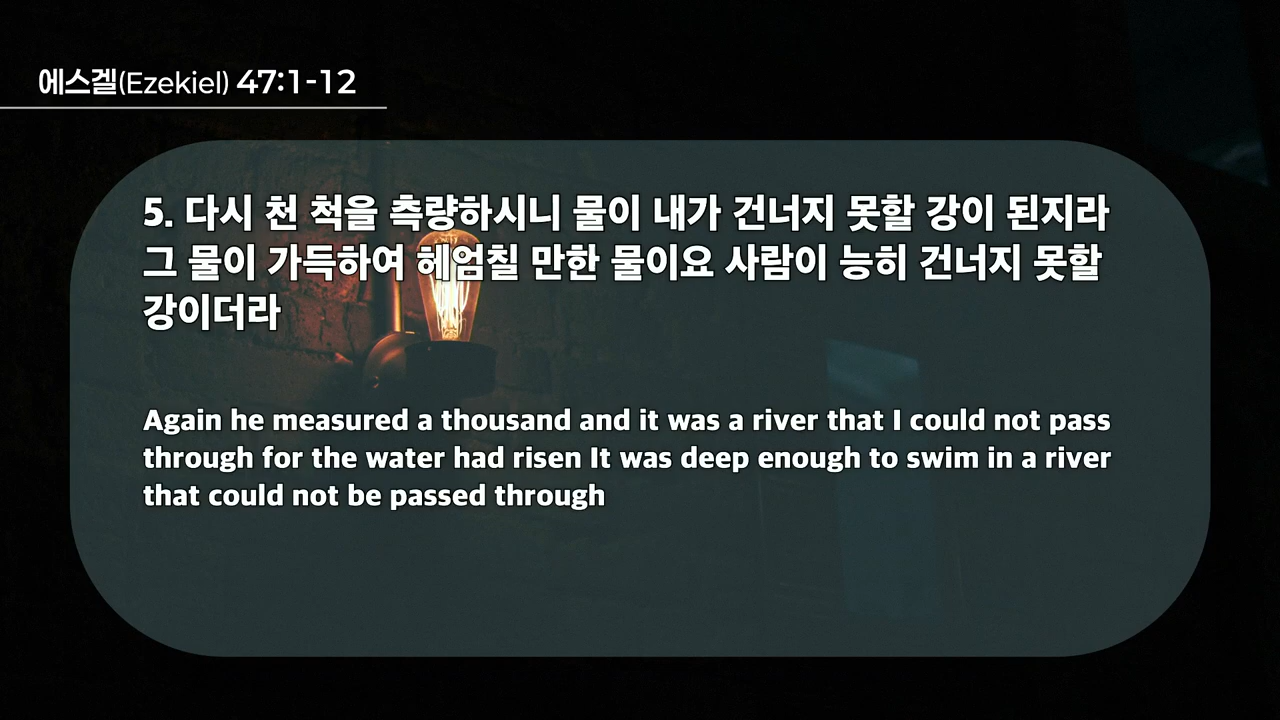 에스겔(Ezekiel) 47:1-12
5. 다시 천 척을 측량하시니 물이 내가 건너지 못할 강이 된지라
그 물이 가득하여 헤엄칠 만한 물이요 사람이 능히 건너지 못할
강이더라
Again he measured a thousand and it was a river that I could not pass
through for the water had risen It was deep enough to swim in a river
that could not be passed through